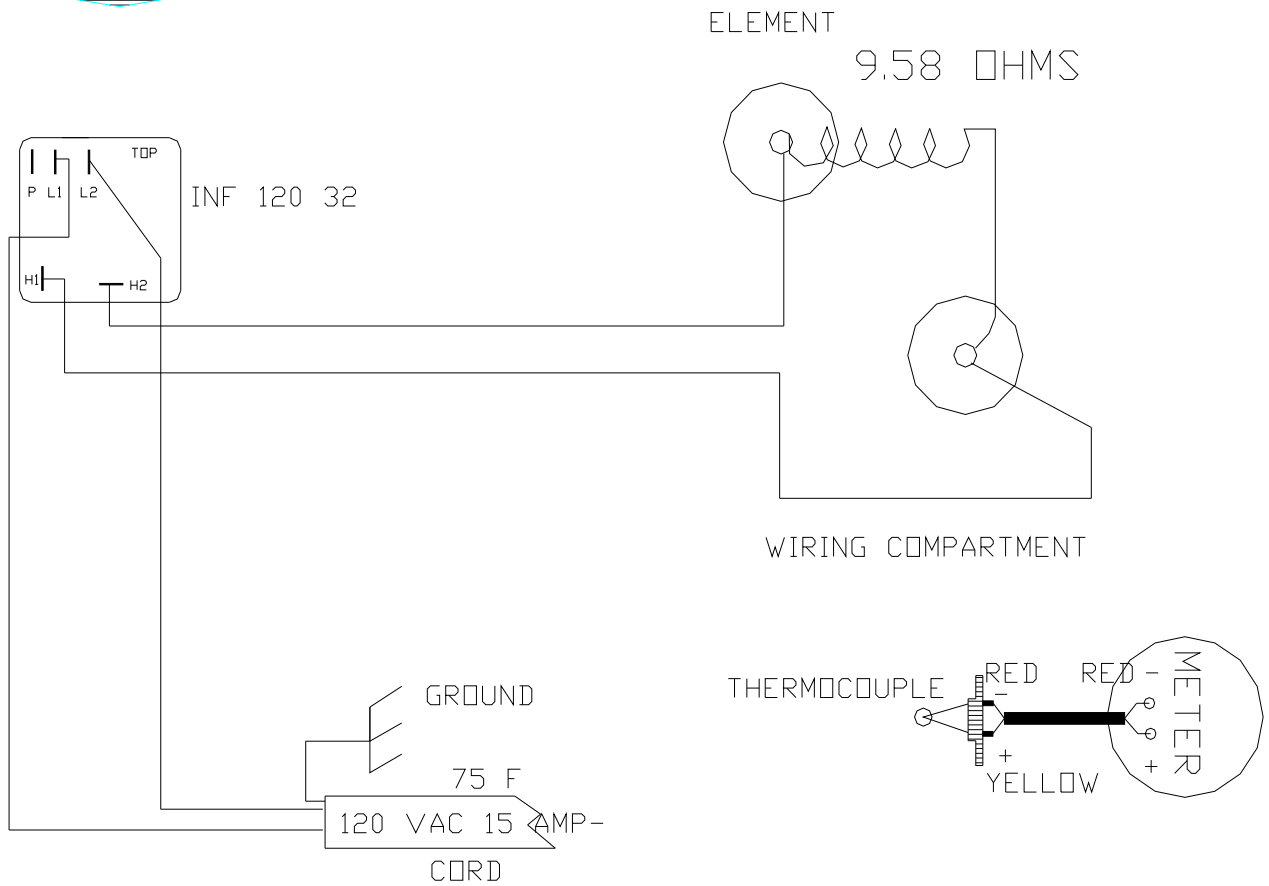 ELEMENT
9.58 OHMS
TOP
P L1 L2
INF 120 32
H1 H2
WIRING COMPARTMENT
THERMOCOUPLE
RED RED -
-
METER
+ +
YELLOW
GROUND
75 F
120 VAC 15 AMP-
CORD